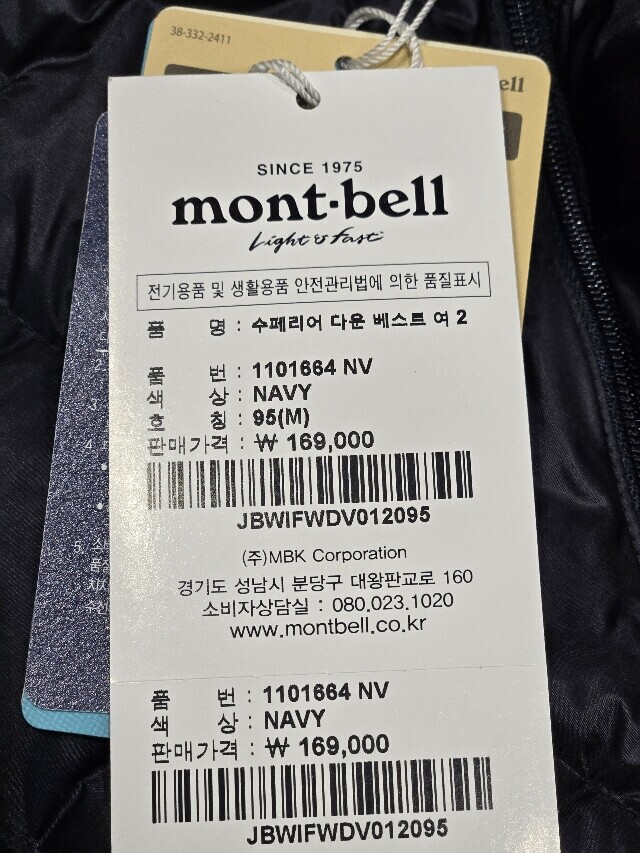 38-332-2411
ell
SINCE 1975
mont·bell
Light & Fast
전기용품 및 생활용품 안전관리법에 의한 품질표시
품 명 : 수페리어 다운 베스트 여 2
품 번 : 1101664 NV
색 상 : NAVY
호 칭 : 95(M)
판매가격 : ₩ 169,000
JBWIFWDV012095
(주)MBK Corporation
경기도 성남시 분당구 대왕판교로 160
소비자상담실 : 080.023.1020
www.montbell.co.kr
품 번 : 1101664 NV
색 상 : NAVY
판매가격 : ₩ 169,000
JBWIFWDV012095